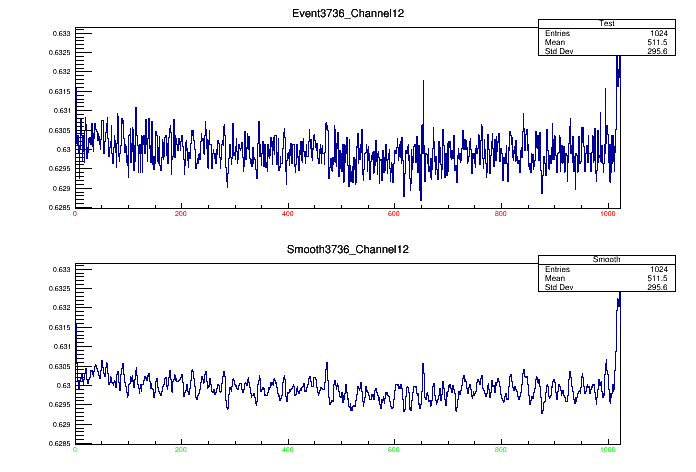 Event3736_Channel12
Test
Entries 1024
Mean 511.5
Std Dev 295.6
0.633
0.6325
0.632
0.6315
0.631
0.6305
0.63
0.6295
0.629
0.6285
0 200 400 600 800 1000
Smooth3736_Channel12
Smooth
Entries 1024
Mean 511.5
Std Dev 295.6
0.633
0.6325
0.632
0.6315
0.631
0.6305
0.63
0.6295
0.629
0.6285
0 200 400 600 800 1000